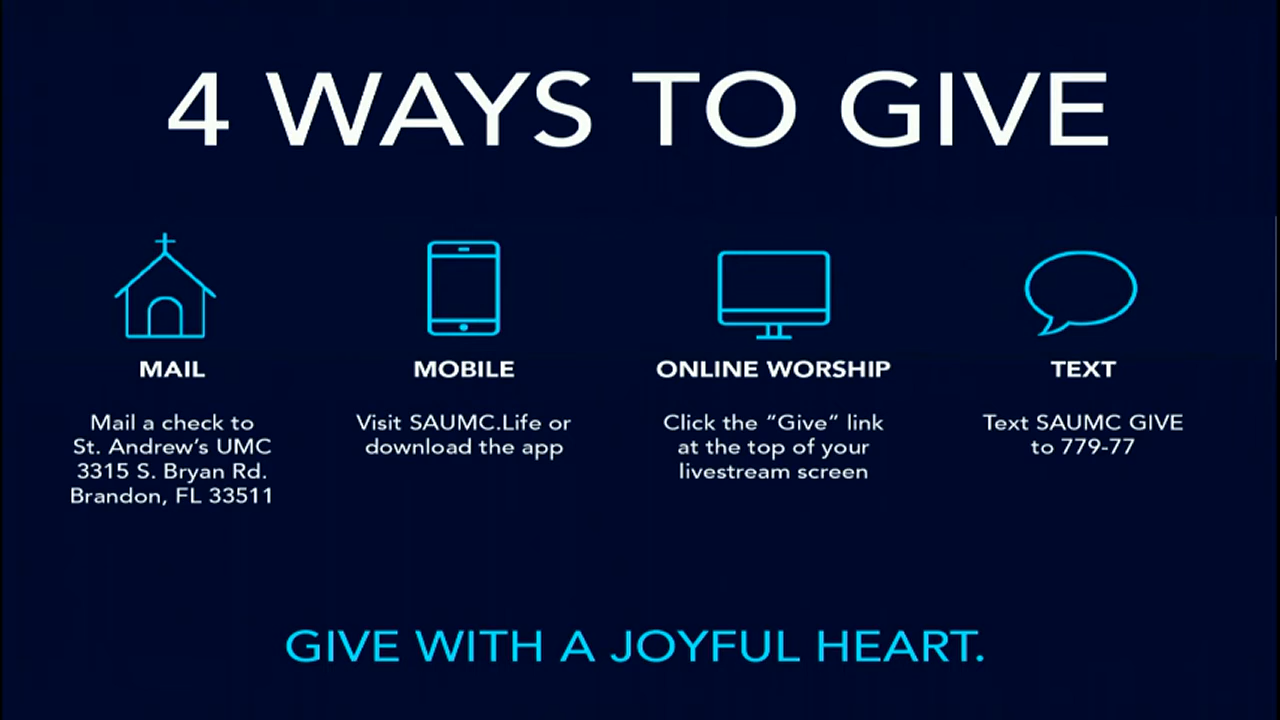 4 WAYS TO GIVE
MAIL
Mail a check to
St. Andrew’s UMC
3315 S. Bryan Rd.
Brandon, FL 33511
MOBILE
Visit SAUMC.Life or
download the app
ONLINE WORSHIP
Click the “Give” link
at the top of your
livestream screen
TEXT
Text SAUMC GIVE
to 779-77
GIVE WITH A JOYFUL HEART.